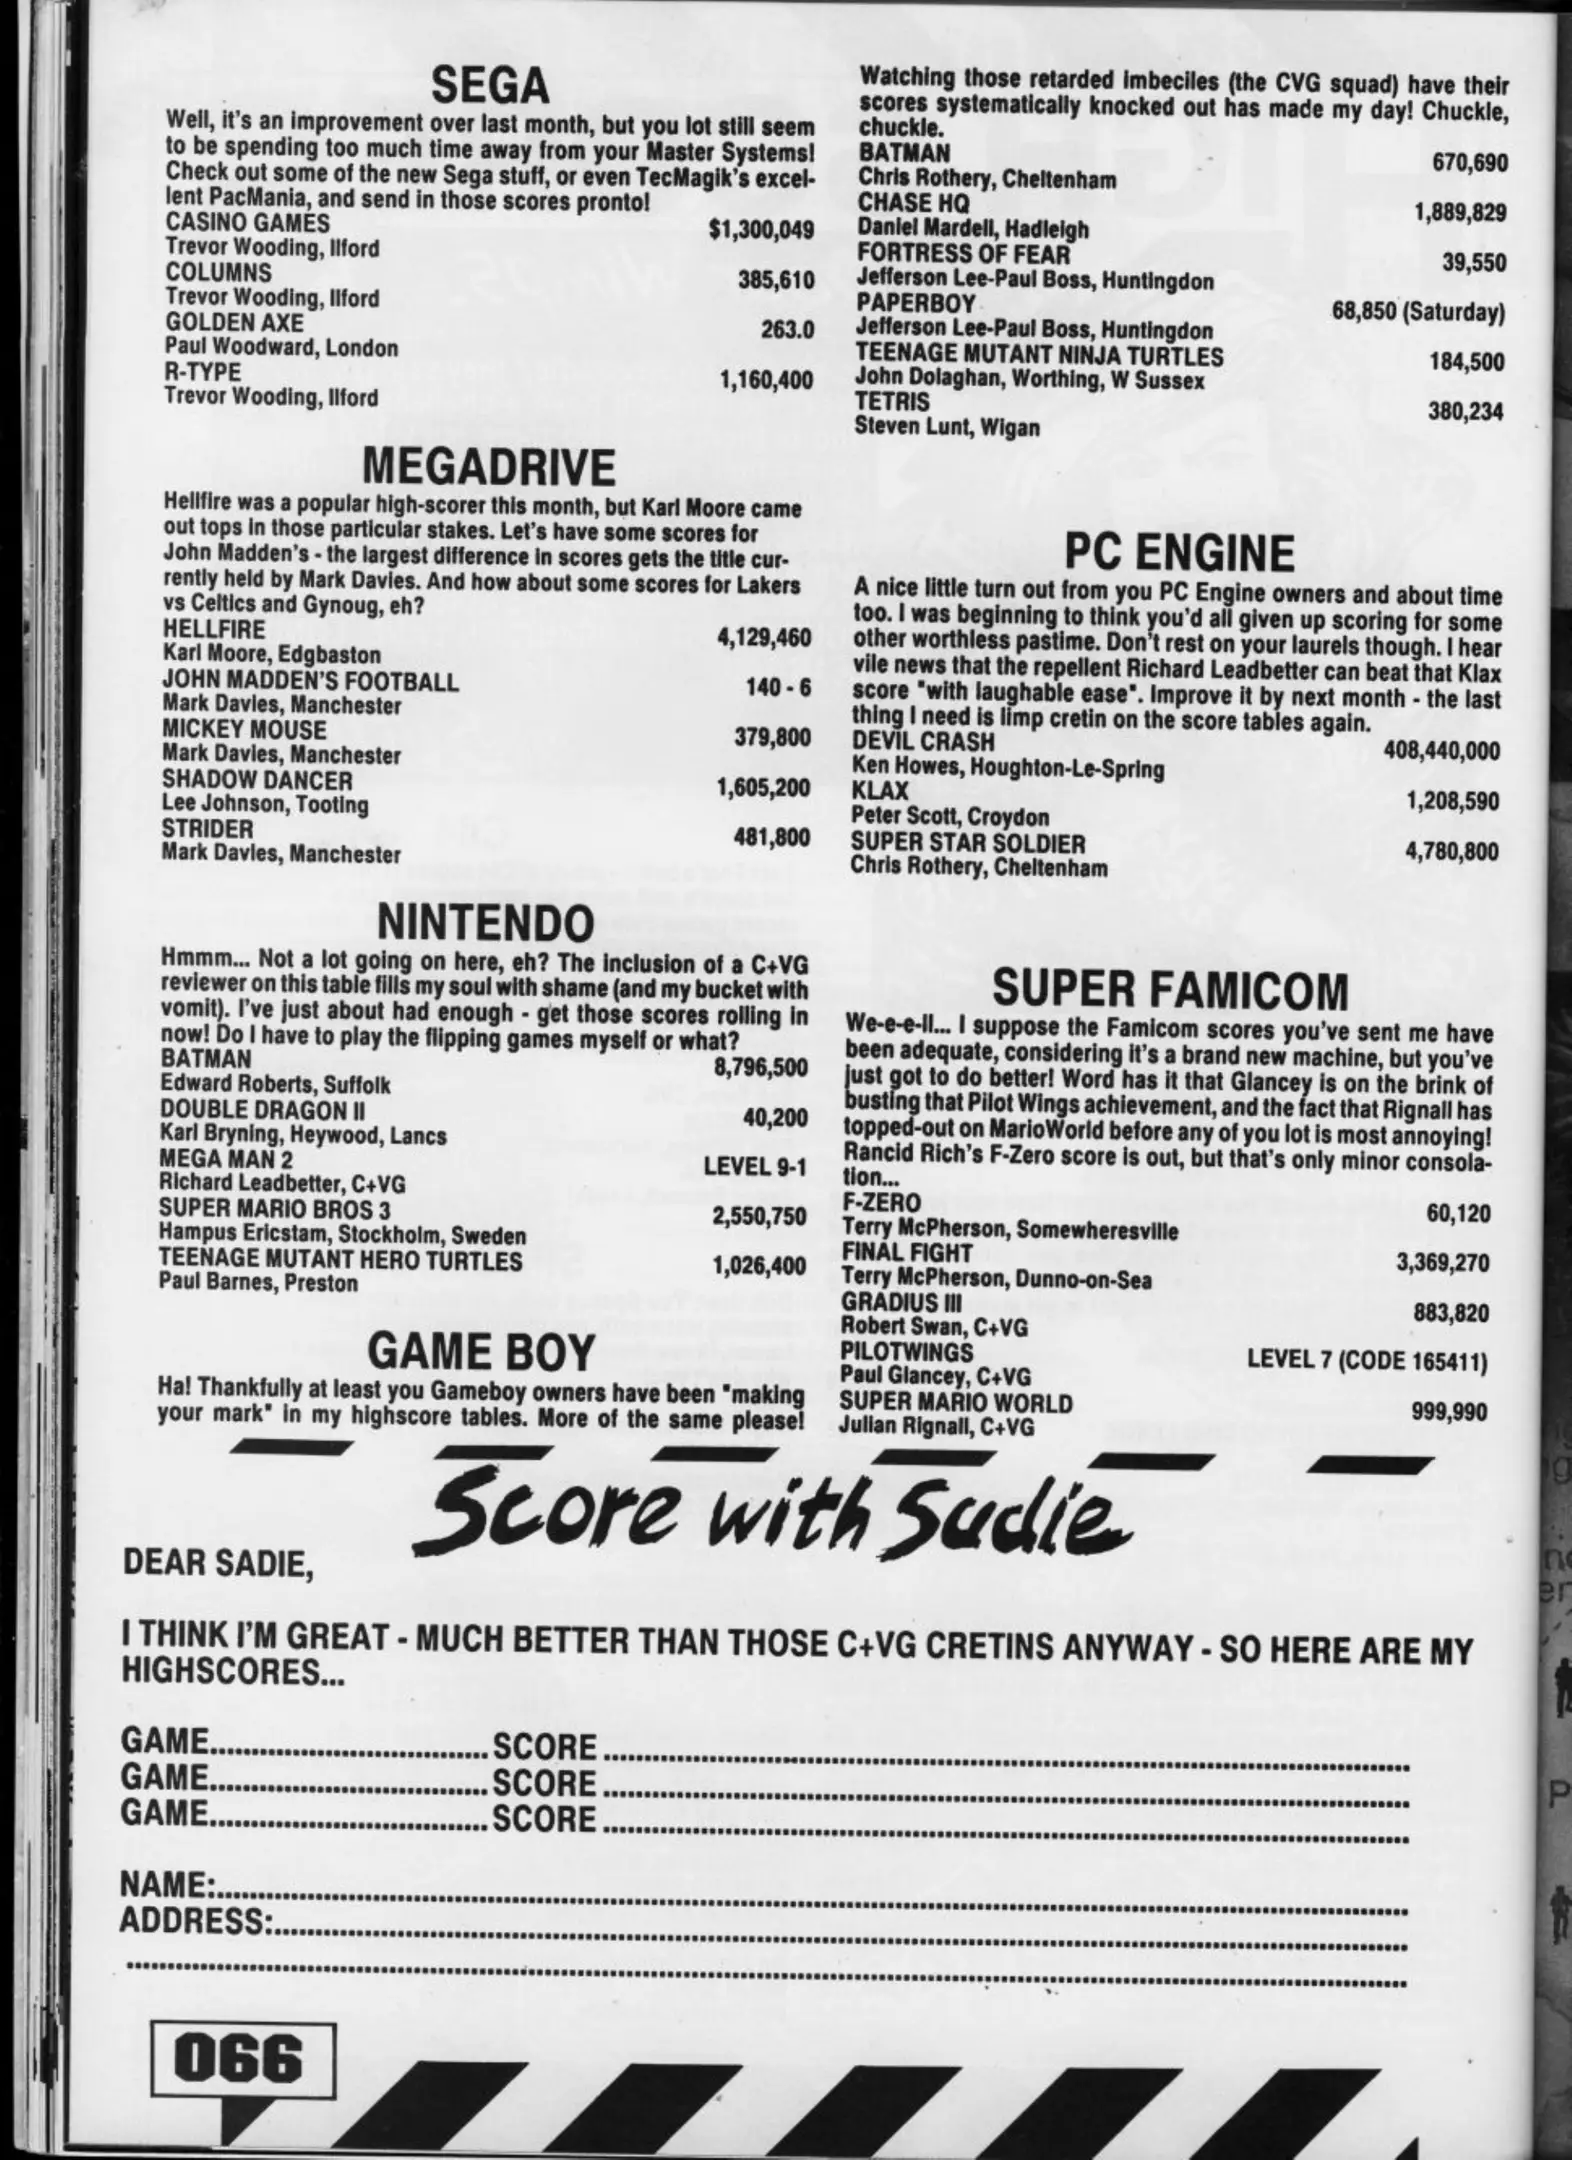 SEGA
Well, it's an improvement over last month, but you lot still seem
to be spending too much time away from your Master Systems!
Check out some of the new Sega stuff, or even TecMagik's excel-
lent PacMania, and send in those scores pronto!
CASINO GAMES $1,300,049
Trevor Wooding, Ilford
COLUMNS 385,610
Trevor Wooding, Ilford
GOLDEN AXE 263.0
Paul Woodward, London
R-TYPE 1,160,400
Trevor Wooding, Ilford
MEGADRIVE
Hellfire was a popular high-scorer this month, but Karl Moore came
out tops in those particular stakes. Let's have some scores for
John Madden's - the largest difference in scores gets the title cur-
rently held by Mark Davies. And how about some scores for Lakers
vs Celtics and Gynoug, eh?
HELLFIRE 4,129,460
Karl Moore, Edgbaston
JOHN MADDEN'S FOOTBALL 140 - 6
Mark Davies, Manchester
MICKEY MOUSE 379,800
Mark Davies, Manchester
SHADOW DANCER 1,605,200
Lee Johnson, Tooting
STRIDER 481,800
Mark Davies, Manchester
NINTENDO
Hmmm... Not a lot going on here, eh? The inclusion of a C+VG
reviewer on this table fills my soul with shame (and my bucket with
vomit). I've just about had enough - get those scores rolling in
now! Do I have to play the flipping games myself or what?
BATMAN 8,796,500
Edward Roberts, Suffolk
DOUBLE DRAGON II 40,200
Karl Bryning, Heywood, Lancs
MEGA MAN 2 LEVEL 9-1
Richard Leadbetter, C+VG
SUPER MARIO BROS 3 2,550,750
Hampus Ericstam, Stockholm, Sweden
TEENAGE MUTANT HERO TURTLES 1,026,400
Paul Barnes, Preston
GAME BOY
Ha! Thankfully at least you Gameboy owners have been "making
your mark" in my highscore tables. More of the same please!
Watching those retarded imbeciles (the CVG squad) have their
scores systematically knocked out has made my day! Chuckle,
chuckle.
BATMAN 670,690
Chris Rothery, Cheltenham
CHASE HQ 1,889,829
Daniel Mardell, Hadleigh
FORTRESS OF FEAR 39,550
Jefferson Lee-Paul Boss, Huntingdon
PAPERBOY 68,850 (Saturday)
Jefferson Lee-Paul Boss, Huntingdon
TEENAGE MUTANT NINJA TURTLES 184,500
John Dolaghan, Worthing, W Sussex
TETRIS 380,234
Steven Lunt, Wigan
PC ENGINE
A nice little turn out from you PC Engine owners and about time
too. I was beginning to think you'd all given up scoring for some
other worthless pastime. Don't rest on your laurels though. I hear
vile news that the repellent Richard Leadbetter can beat that Klax
score "with laughable ease". Improve it by next month - the last
thing I need is limp cretin on the score tables again.
DEVIL CRASH 408,440,000
Ken Howes, Houghton-Le-Spring
KLAX 1,208,590
Peter Scott, Croydon
SUPER STAR SOLDIER 4,780,800
Chris Rothery, Cheltenham
SUPER FAMICOM
We-e-e-ll... I suppose the Famicom scores you've sent me have
been adequate, considering it's a brand new machine, but you've
just got to do better! Word has it that Glancey is on the brink of
busting that Pilot Wings achievement, and the fact that Rignall has
topped-out on MarioWorld before any of you lot is most annoying!
Rancid Rich's F-Zero score is out, but that's only minor consola-
tion...
F-ZERO 60,120
Terry McPherson, Somewheresville
FINAL FIGHT 3,369,270
Terry McPherson, Dunno-on-Sea
GRADIUS III 883,820
Robert Swan, C+VG
PILOTWINGS LEVEL 7 (CODE 165411)
Paul Glancey, C+VG
SUPER MARIO WORLD 999,990
Julian Rignall, C+VG
Score with Sadie
DEAR SADIE,
I THINK I'M GREAT - MUCH BETTER THAN THOSE C+VG CRETINS ANYWAY - SO HERE ARE MY
HIGHSCORES...
GAME................................. SCORE ................................................................
GAME................................. SCORE ................................................................
GAME................................. SCORE ................................................................
NAME:................................................................
ADDRESS:................................................................
066